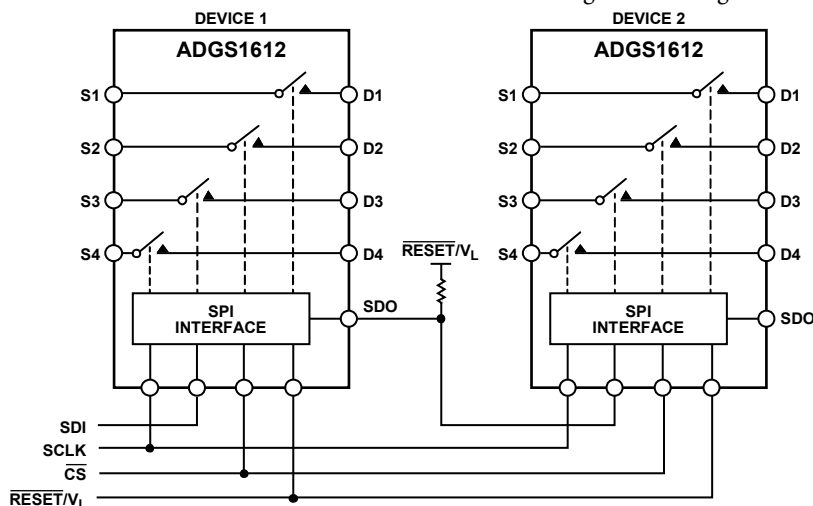 DEVICE 1
ADGS1612
S1
D1
S2
D2
S3
D3
S4
D4
SPI
INTERFACE
SDO
RESET/VL
DEVICE 2
ADGS1612
S1
D1
S2
D2
S3
D3
S4
D4
SPI
INTERFACE
SDO
SDI
SCLK
CS
RESET/VL